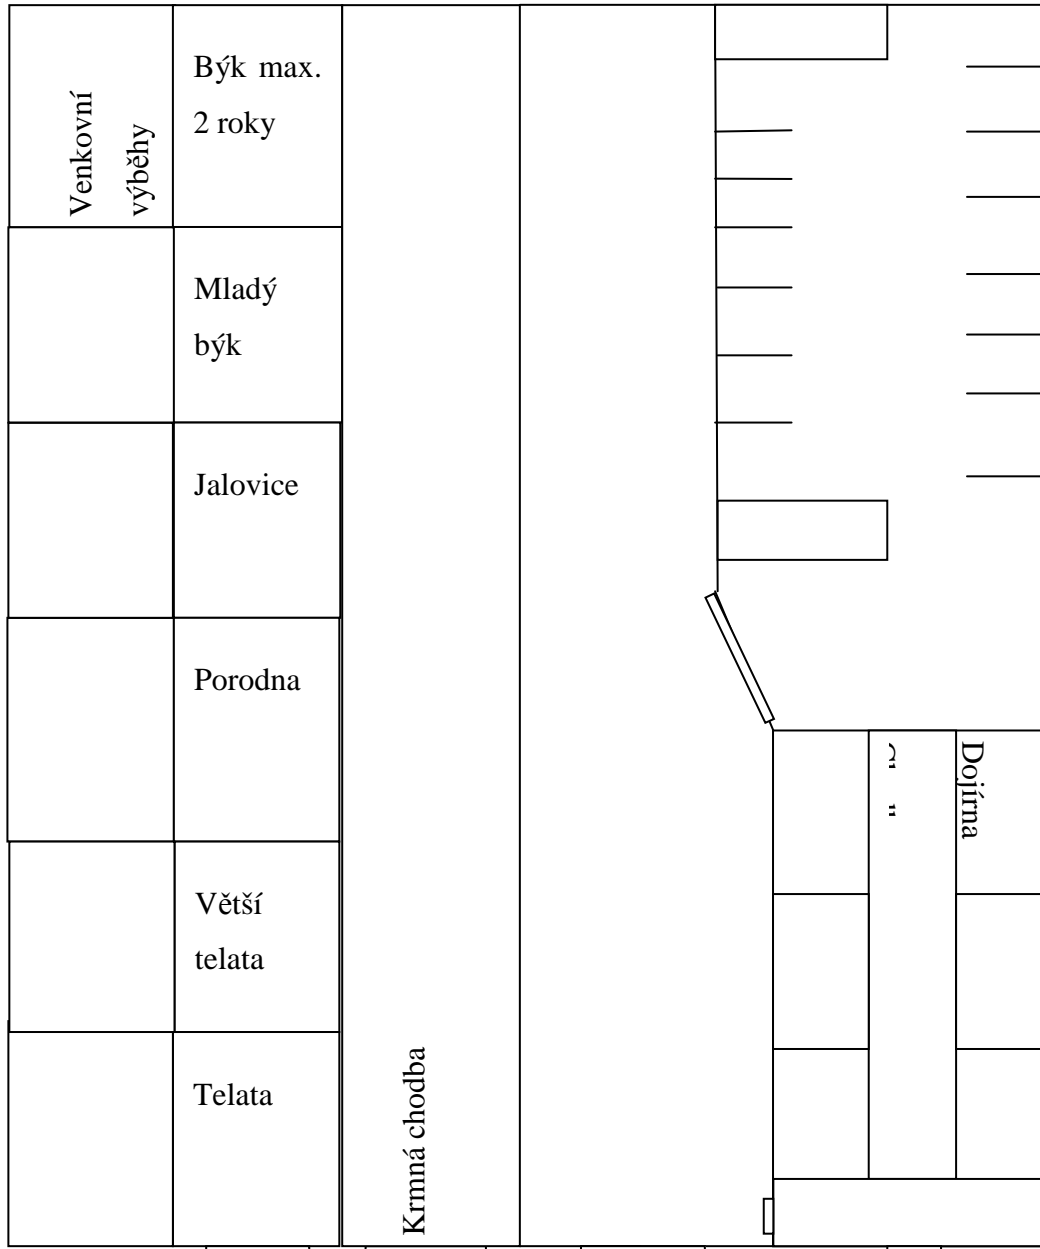 Venkovní
výběhy
Býk max.
2 roky
Mladý
býk
Jalovice
Porodna
Větší
telata
Telata
Krmná chodba
Dojírna